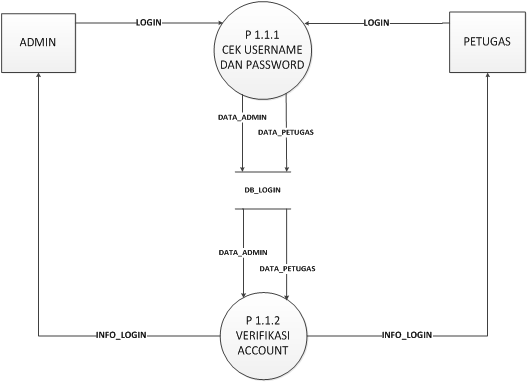 LOGIN
LOGIN
ADMIN
P 1.1.1
CEK USERNAME
DAN PASSWORD
PETUGAS
DATA_ADMIN
DATA_PETUGAS
DB_LOGIN
DATA_ADMIN
DATA_PETUGAS
P 1.1.2
VERIFIKASI
ACCOUNT
INFO_LOGIN
INFO_LOGIN